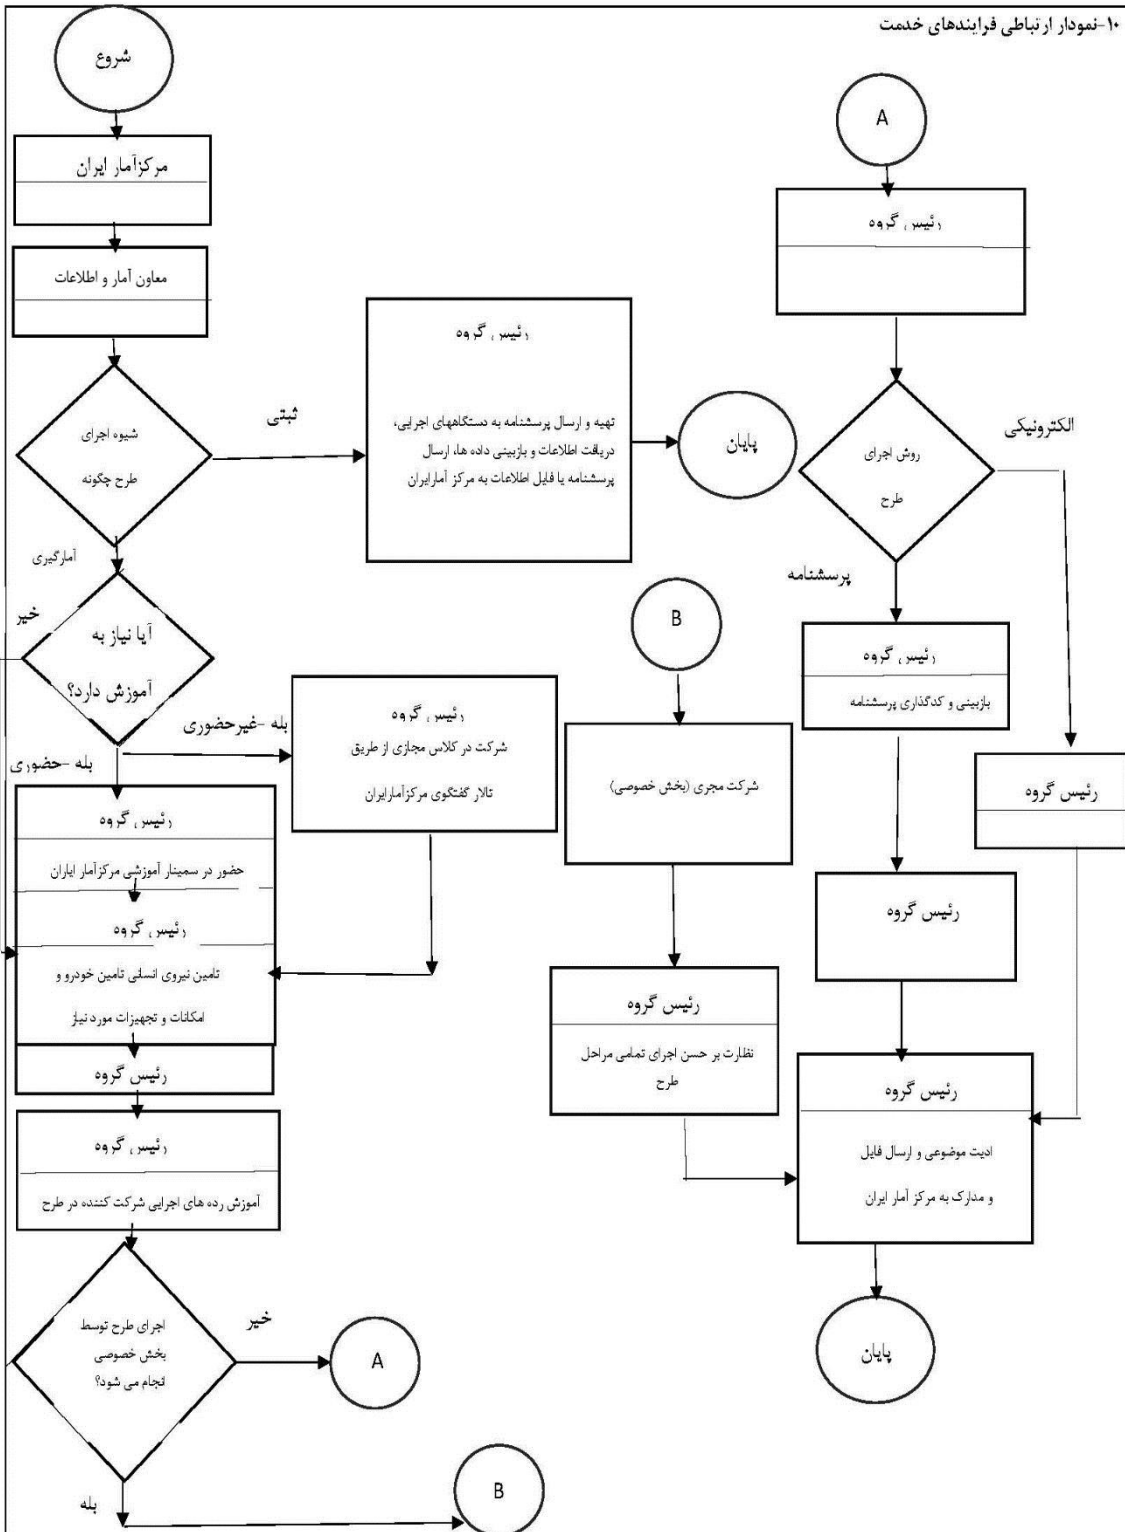 ۱۰-نمودار ارتباطی فرایندهای خدمت
شروع
مرکزآمار ایران
معاون آمار و اطلاعات
شیوه اجرای
طرح چگونه
ثبتی
رئیس گروه
تهیه و ارسال پرسشنامه به دستگاههای اجرایی،
دریافت اطلاعات و بازبینی داده ها، ارسال
پرسشنامه یا فایل اطلاعات به مرکز آمارایران
پایان
آمارگیری
آیا نیاز به
آموزش دارد؟
خیر
بله -غیرحضوری
رئیس گروه
شرکت در کلاس مجازی از طریق
تالار گفتگوی مرکزآمارایران
بله -حضوری
رئیس گروه
حضور در سمینار آموزشی مرکزآمار ایاران
رئیس گروه
تامین نیروی انسانی تامین خودرو و
امکانات و تجهیزات مورد نیاز
رئیس گروه
رئیس گروه
آموزش رده های اجرایی شرکت کننده در طرح
اجرای طرح توسط
بخش خصوصی
انجام می شود؟
خیر
A
بله
B
A
رئیس گروه
روش اجرای
طرح
الکترونیکی
پرسشنامه
رئیس گروه
بازبینی و کدگذاری پرسشنامه
رئیس گروه
رئیس گروه
B
شرکت مجری (بخش خصوصی)
رئیس گروه
نظارت بر حسن اجرای تمامی مراحل
طرح
رئیس گروه
ادیت موضوعی و ارسال فایل
و مدارک به مرکز آمار ایران
پایان